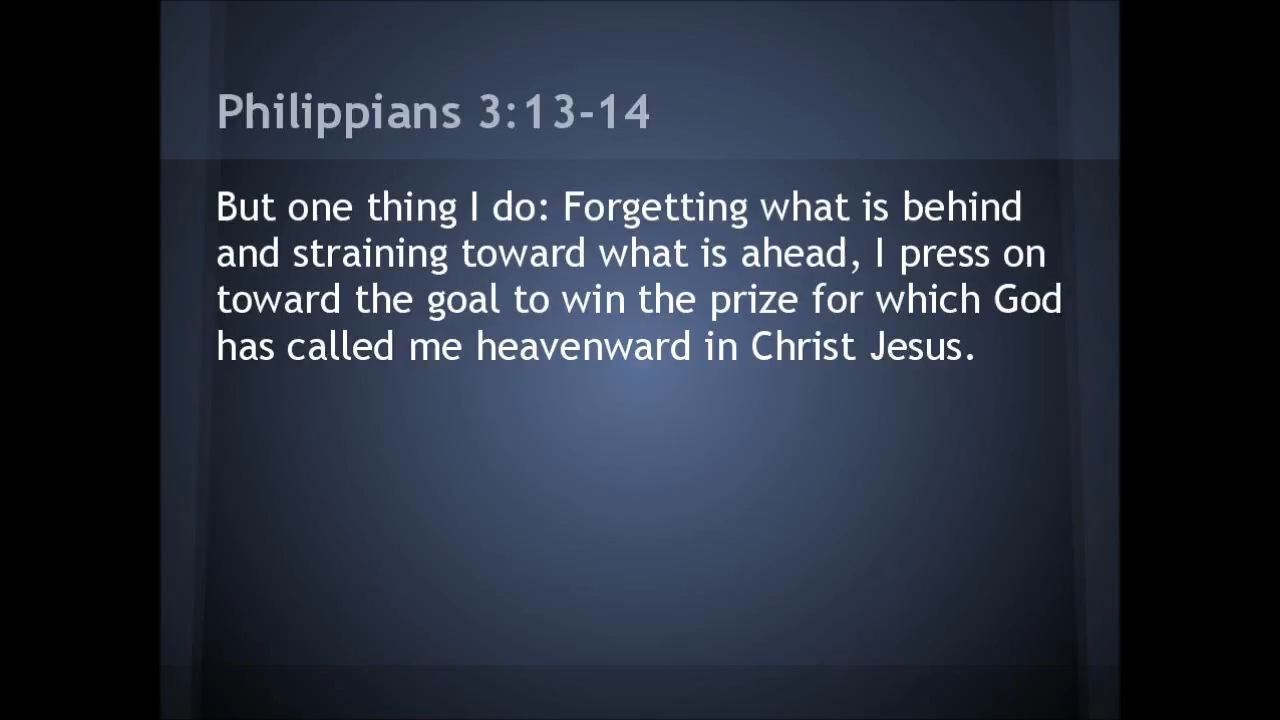 Philippians 3:13-14
But one thing I do: Forgetting what is behind
and straining toward what is ahead, I press on
toward the goal to win the prize for which God
has called me heavenward in Christ Jesus.